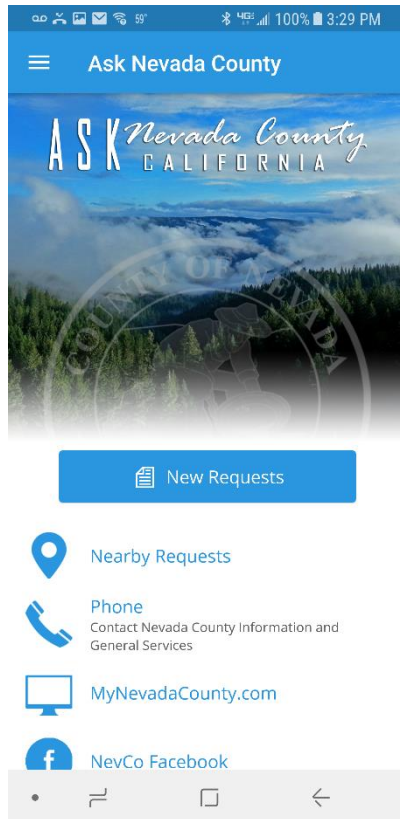 59° 4G 100% 3:29 PM
Ask Nevada County
ASK Nevada County
CALIFORNIA
COUNTY OF NEVADA
New Requests
Nearby Requests
Phone
Contact Nevada County Information and
General Services
MyNevadaCounty.com
f NevCo Facebook